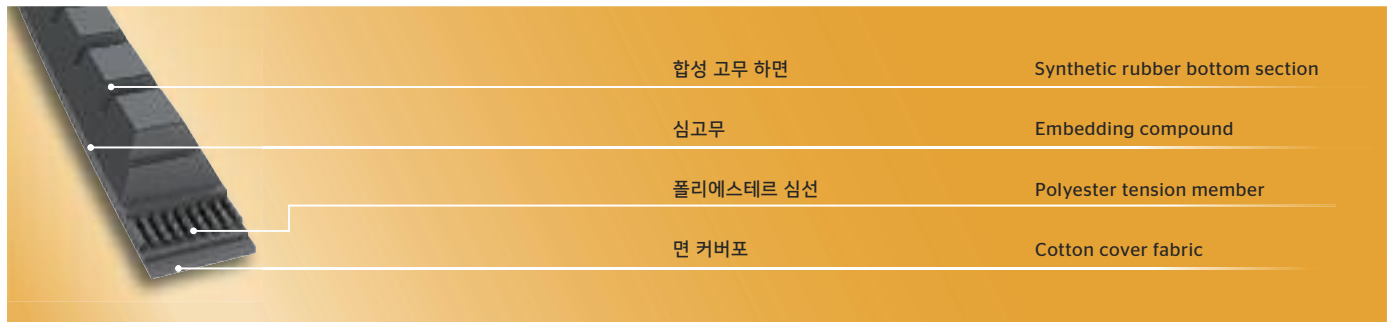 합성 고무 하면 Synthetic rubber bottom section
심고무 Embedding compound
폴리에스테르 심선 Polyester tension member
면 커버포 Cotton cover fabric